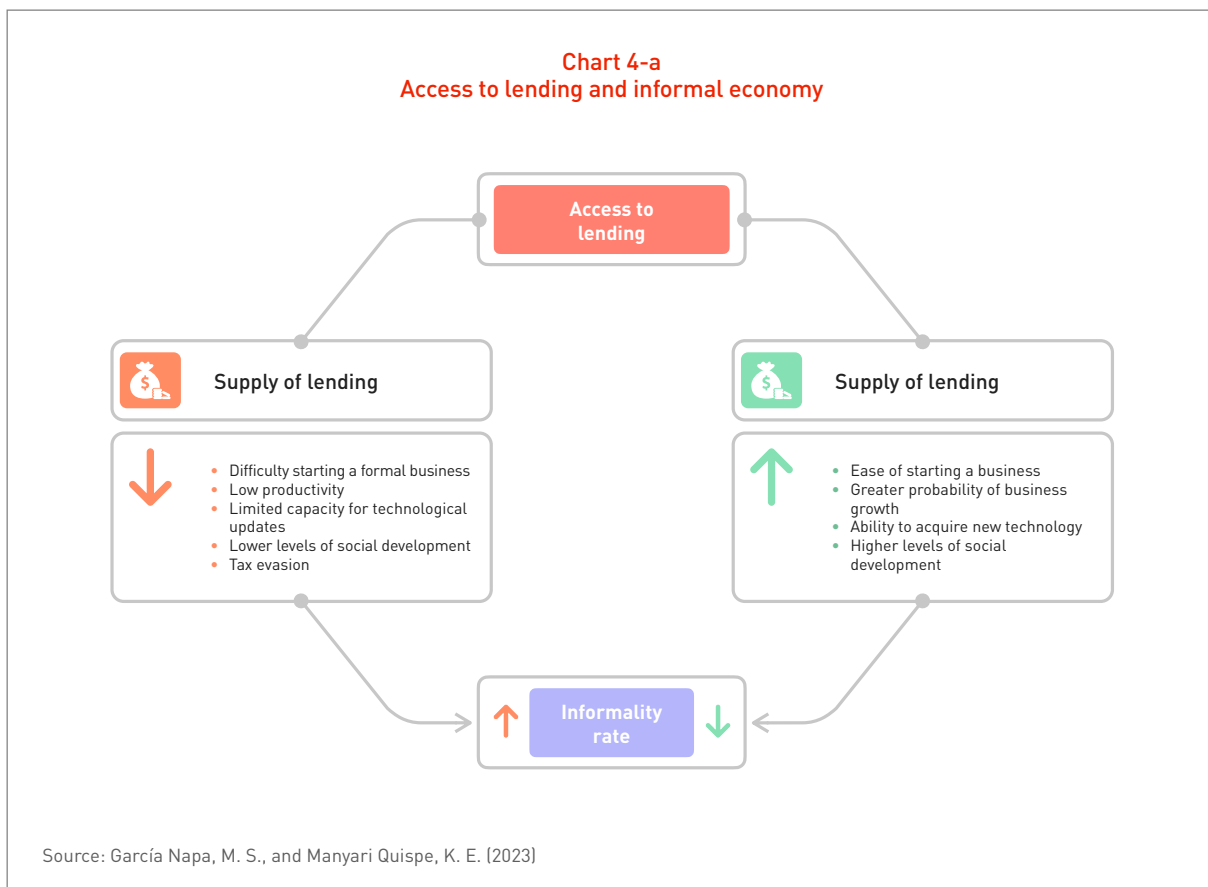 Chart 4-a
Access to lending and informal economy
Access to
lending
Supply of lending
• Difficulty starting a formal business
• Low productivity
• Limited capacity for technological
updates
• Lower levels of social development
• Tax evasion
Supply of lending
• Ease of starting a business
• Greater probability of business
growth
• Ability to acquire new technology
• Higher levels of social
development
Informality
rate
Source: García Napa, M. S., and Manyari Quispe, K. E. (2023)